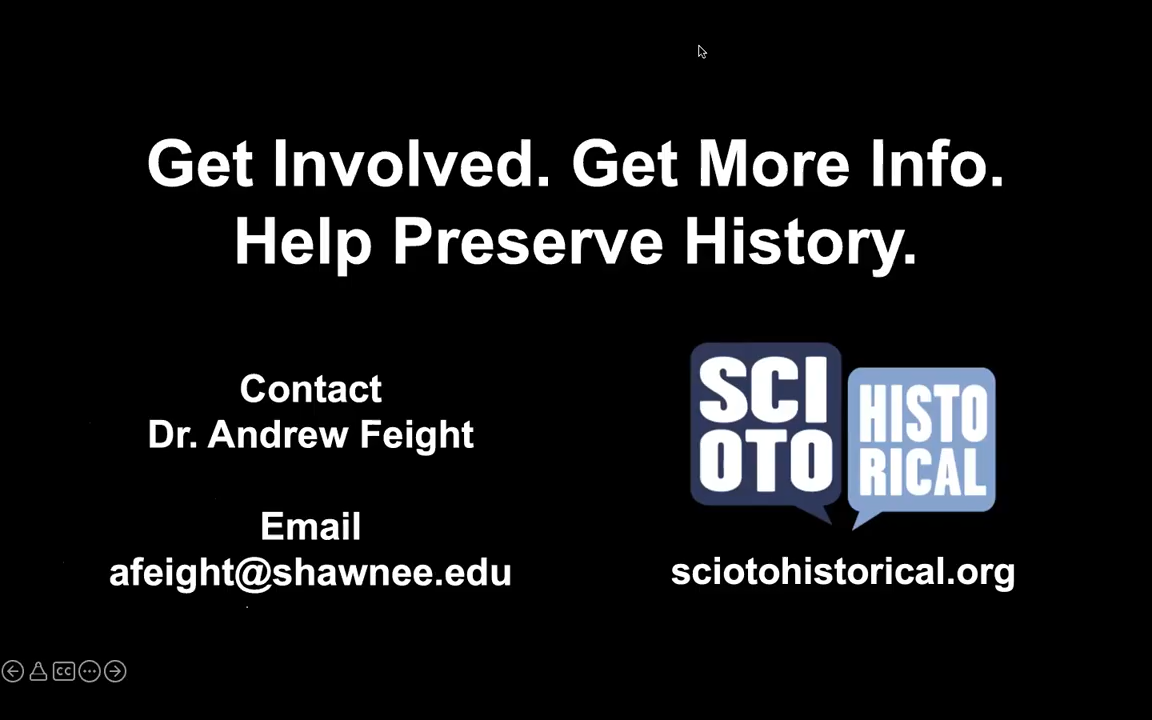 Get Involved. Get More Info.
Help Preserve History.
Contact
Dr. Andrew Feight
Email
afeight@shawnee.edu
SCI
OTO
HISTO
RICAL
sciotohistorical.org
CC